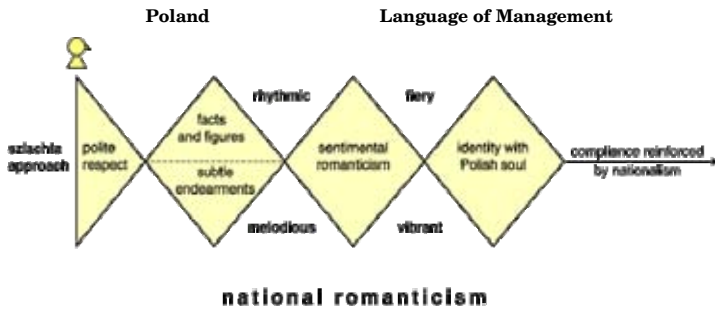 Poland
Language of Management
rhythmic
fiery
facts
and figures
szlachta
approach
polite
respect
sentimental
romanticism
identity with
Polish soul
compliance reinforced
by nationalism
subtle
endearments
melodious
vibrant
national romanticism